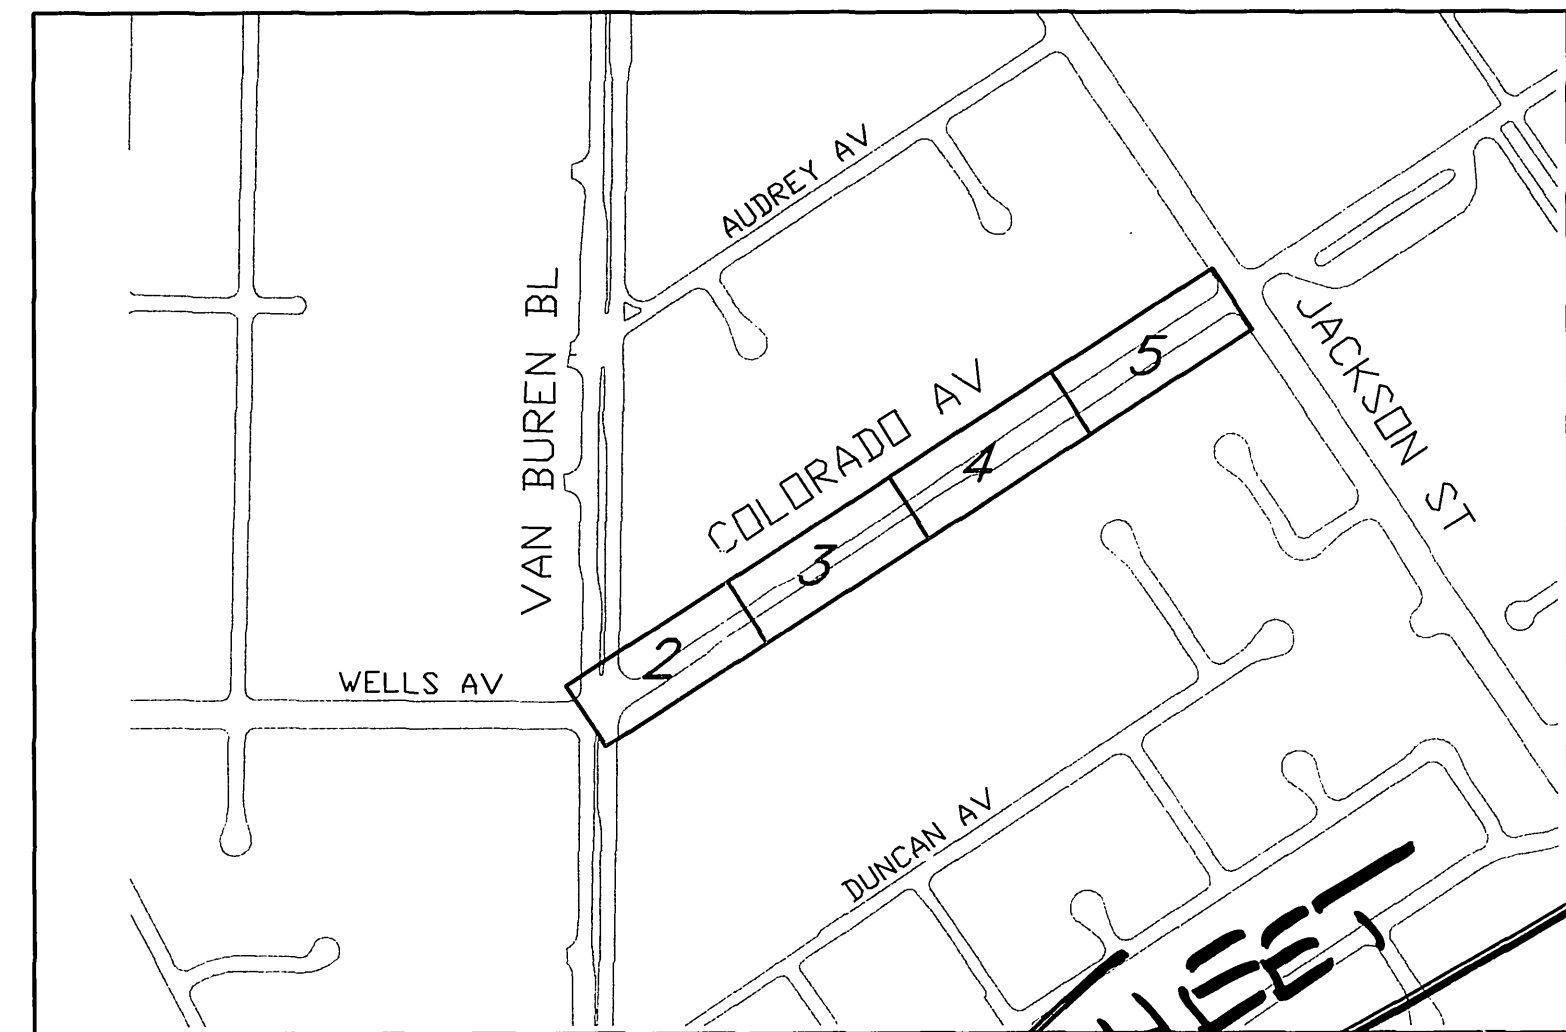 AUDREY AV
VAN BUREN BL
COLORADO AV
JACKSON ST
5
4
3
2
WELLS AV
DUNCAN AV